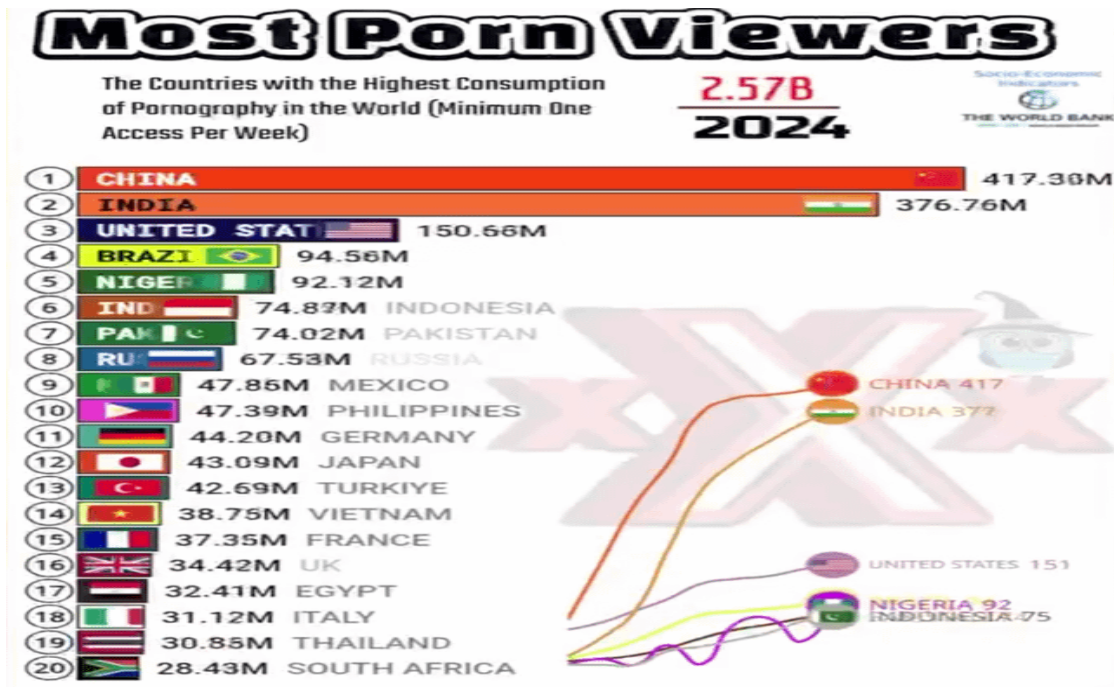 Most Porn Viewers
The Countries with the Highest Consumption
of Pornography in the World (Minimum One
Access Per Week)
2.57B
2024
Socio-Economic
Indicators
THE WORLD BANK
1 CHINA 417.30M
2 INDIA 376.76M
3 UNITED STAT 150.66M
4 BRAZI 94.56M
5 NIGER 92.12M
6 IND INDONESIA
7 PAK 74.02M PAKISTAN
8 RU 67.53M RUSSIA
9 47.85M MEXICO
10 47.39M PHILIPPINES
11 44.20M GERMANY
12 43.09M JAPAN
13 42.69M TURKIYE
14 38.75M VIETNAM
15 37.35M FRANCE
16 34.42M UK
17 32.41M EGYPT
18 31.12M ITALY
19 30.85M THAILAND
20 28.43M SOUTH AFRICA
XXX
CHINA 417
INDIA 377
UNITED STATES 151
NIGERIA 92
INDONESIA 75